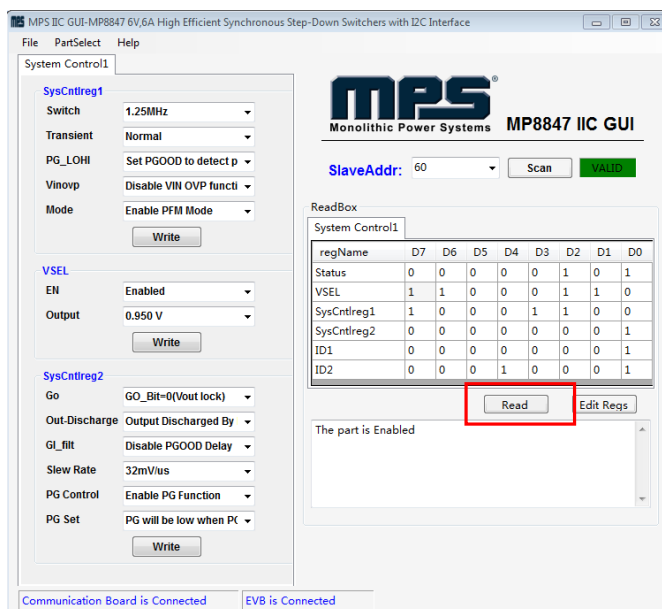 MPS IIC GUI-MP8847 6V,6A High Efficient Synchronous Step-Down Switchers with I2C Interface
File PartSelect Help
System Control1
SysCntlreg1
Switch 1.25MHz
Transient Normal
PG_LOHI Set PGOOD to detect p
Vinovp Disable VIN OVP functi
Mode Enable PFM Mode
Write
VSEL
EN Enabled
Output 0.950 V
Write
SysCntlreg2
Go GO_Bit=0(Vout lock)
Out-Discharge Output Discharged By
GI_filt Disable PGOOD Delay
Slew Rate 32mV/us
PG Control Enable PG Function
PG Set PG will be low when P(
Write
mps®
Monolithic Power Systems
MP8847 IIC GUI
SlaveAddr: 60 Scan VALID
ReadBox
System Control1
regName D7 D6 D5 D4 D3 D2 D1 D0
Status 0 0 0 0 0 1 0 1
VSEL 1 1 0 0 0 1 1 0
SysCntlreg1 1 0 0 0 1 1 0 0
SysCntlreg2 0 0 0 0 0 0 0 1
ID1 0 0 0 0 0 0 0 1
ID2 0 0 0 1 0 0 0 1
Read Edit Regs
The part is Enabled
Communication Board is Connected EVB is Connected